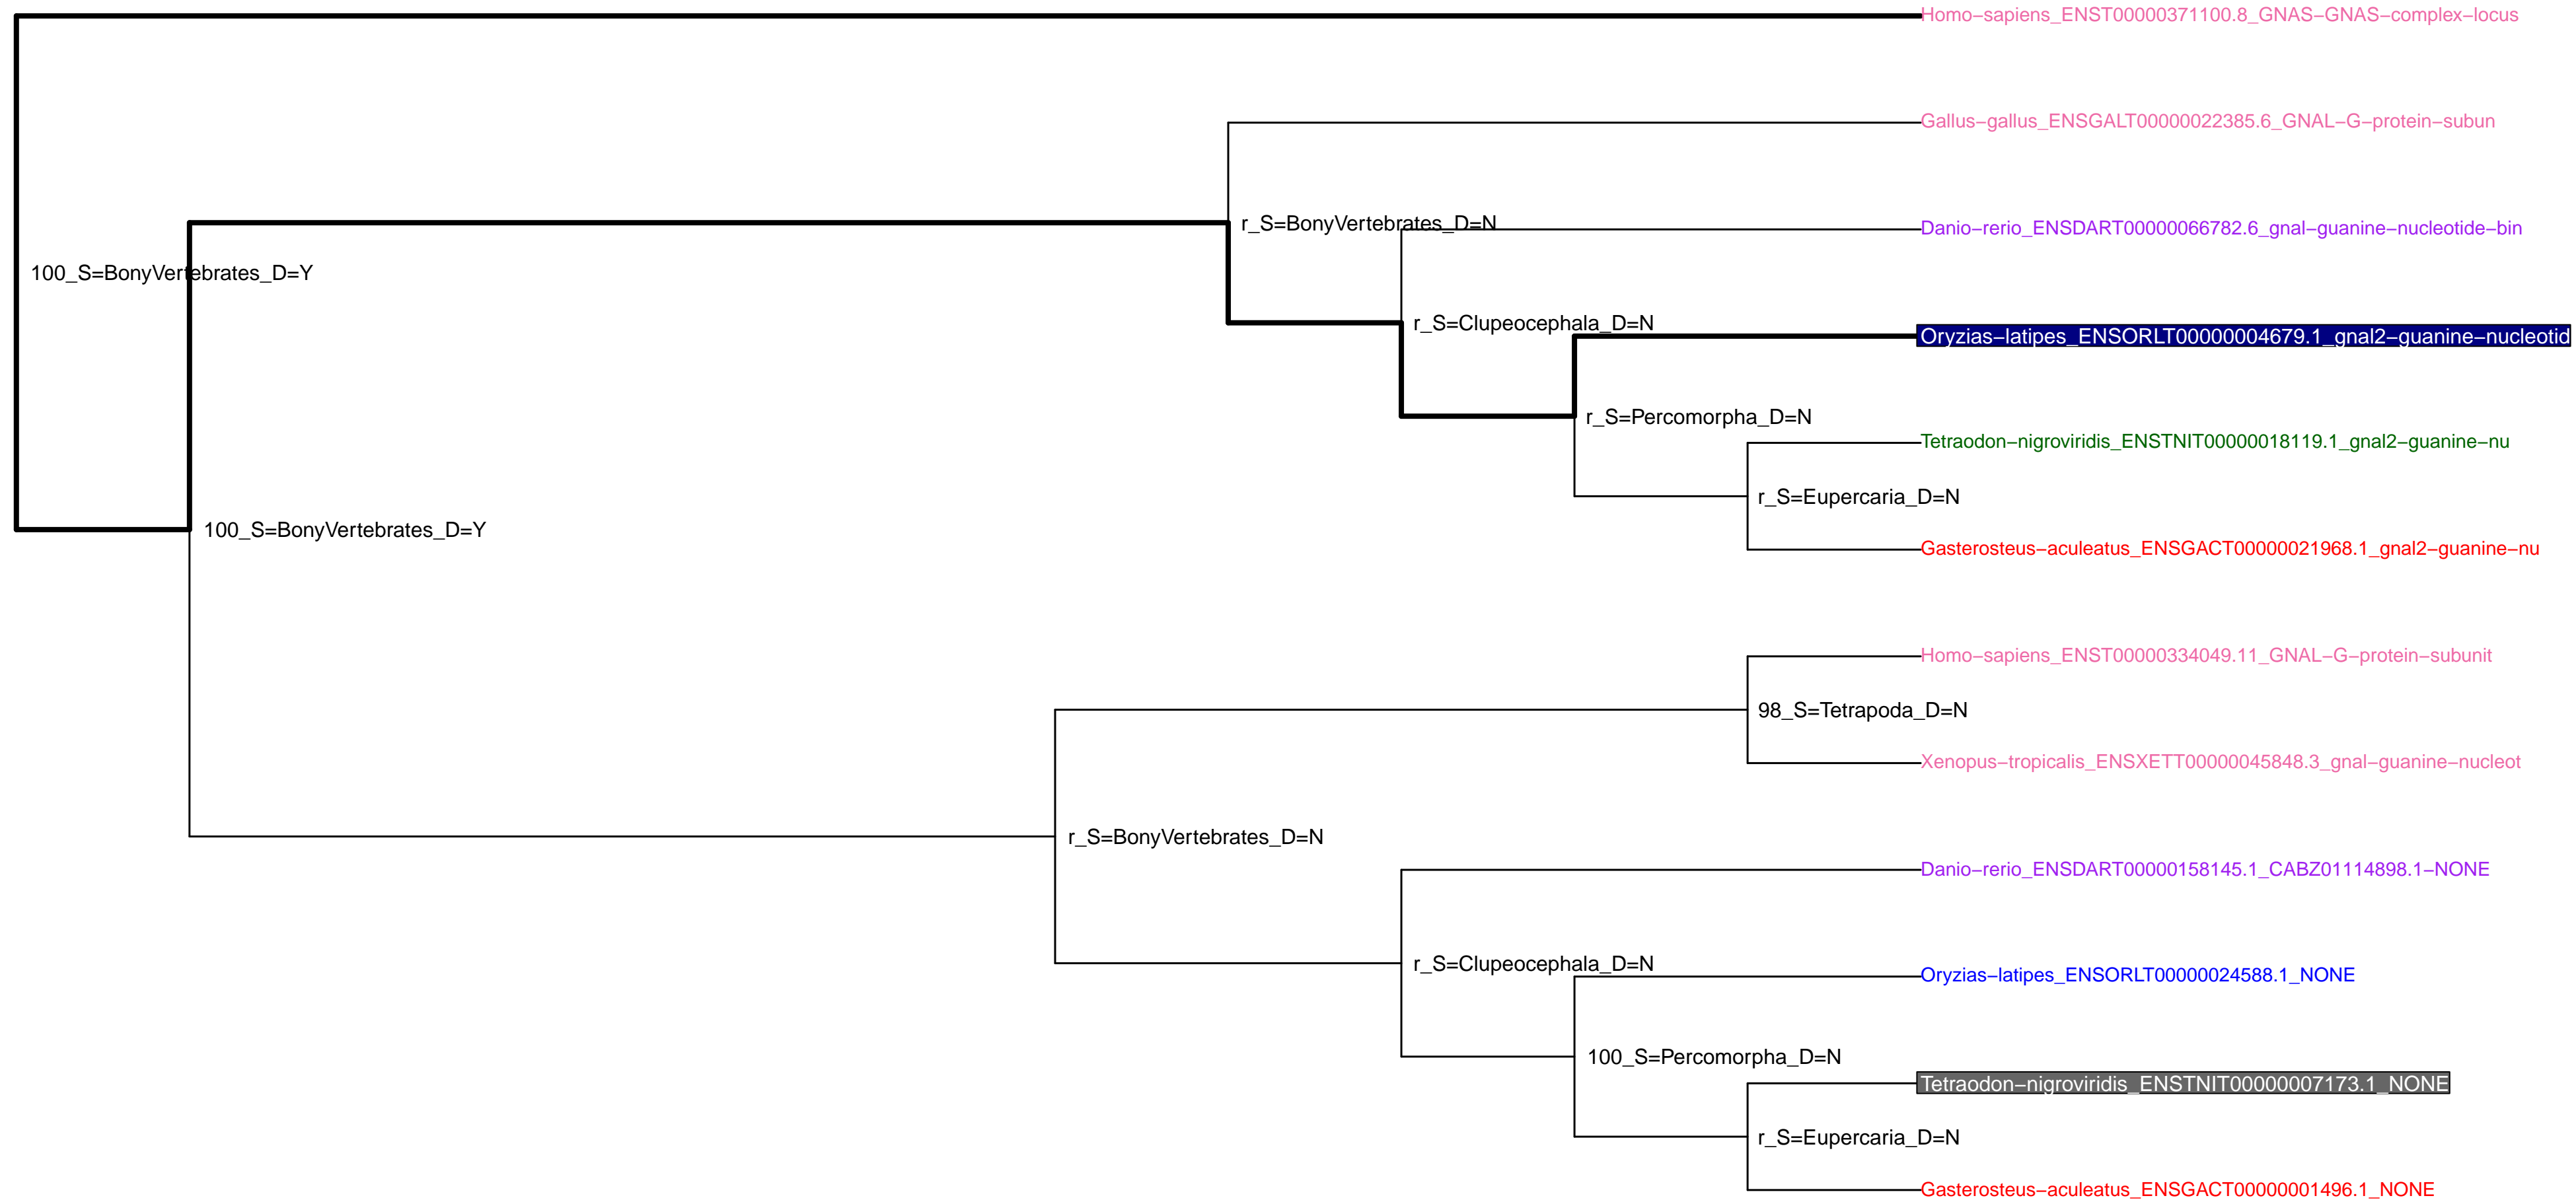 Homo−sapiens_ENST00000371100.8_GNAS−GNAS−complex−locus
Gallus−gallus_ENSGALT00000022385.6_GNAL−G−protein−subun
r_S=BonyVertebrates_D=N
Danio−rerio_ENSDART00000066782.6_gnal−guanine−nucleotide−bin
100_S=BonyVertebrates_D=Y
r_S=Clupeocephala_D=N
Oryzias−latipes_ENSORLT00000004679.1_gnal2−guanine−nucleotid
r_S=Percomorpha_D=N
Tetraodon−nigroviridis_ENSTNIT00000018119.1_gnal2−guanine−nu
r_S=Eupercaria_D=N
100_S=BonyVertebrates_D=Y
Gasterosteus−aculeatus_ENSGACT00000021968.1_gnal2−guanine−nu
Homo−sapiens_ENST00000334049.11_GNAL−G−protein−subunit
98_S=Tetrapoda_D=N
Xenopus−tropicalis_ENSXETT00000045848.3_gnal−guanine−nucleot
r_S=BonyVertebrates_D=N
Danio−rerio_ENSDART00000158145.1_CABZ01114898.1−NONE
r_S=Clupeocephala_D=N
Oryzias−latipes_ENSORLT00000024588.1_NONE
100_S=Percomorpha_D=N
Tetraodon−nigroviridis_ENSTNIT00000007173.1_NONE
r_S=Eupercaria_D=N
Gasterosteus−aculeatus_ENSGACT00000001496.1_NONE